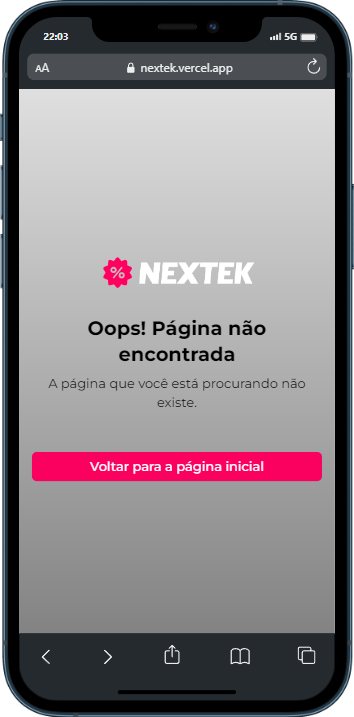 22:03
5G
AA
nextek.vercel.app
%
NEXTEK
Oops! Página não
encontrada
A página que você está procurando não
existe.
Voltar para a página inicial